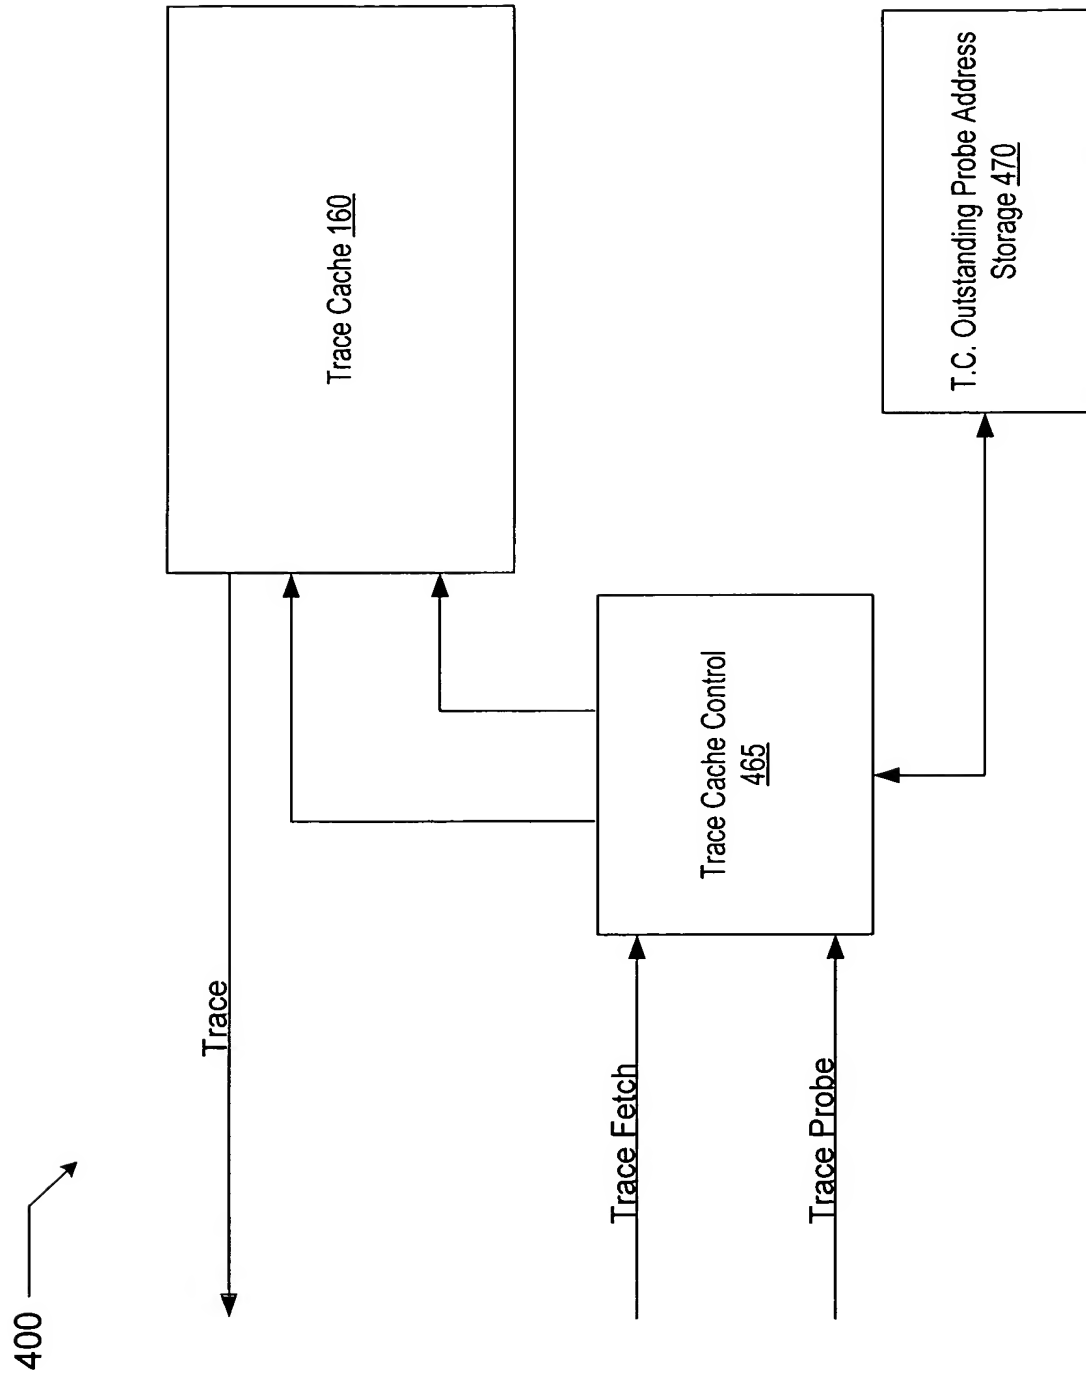 400
Trace
Trace Cache 160
Trace Fetch
Trace Probe
Trace Cache Control
465
T.C. Outstanding Probe Address
Storage 470